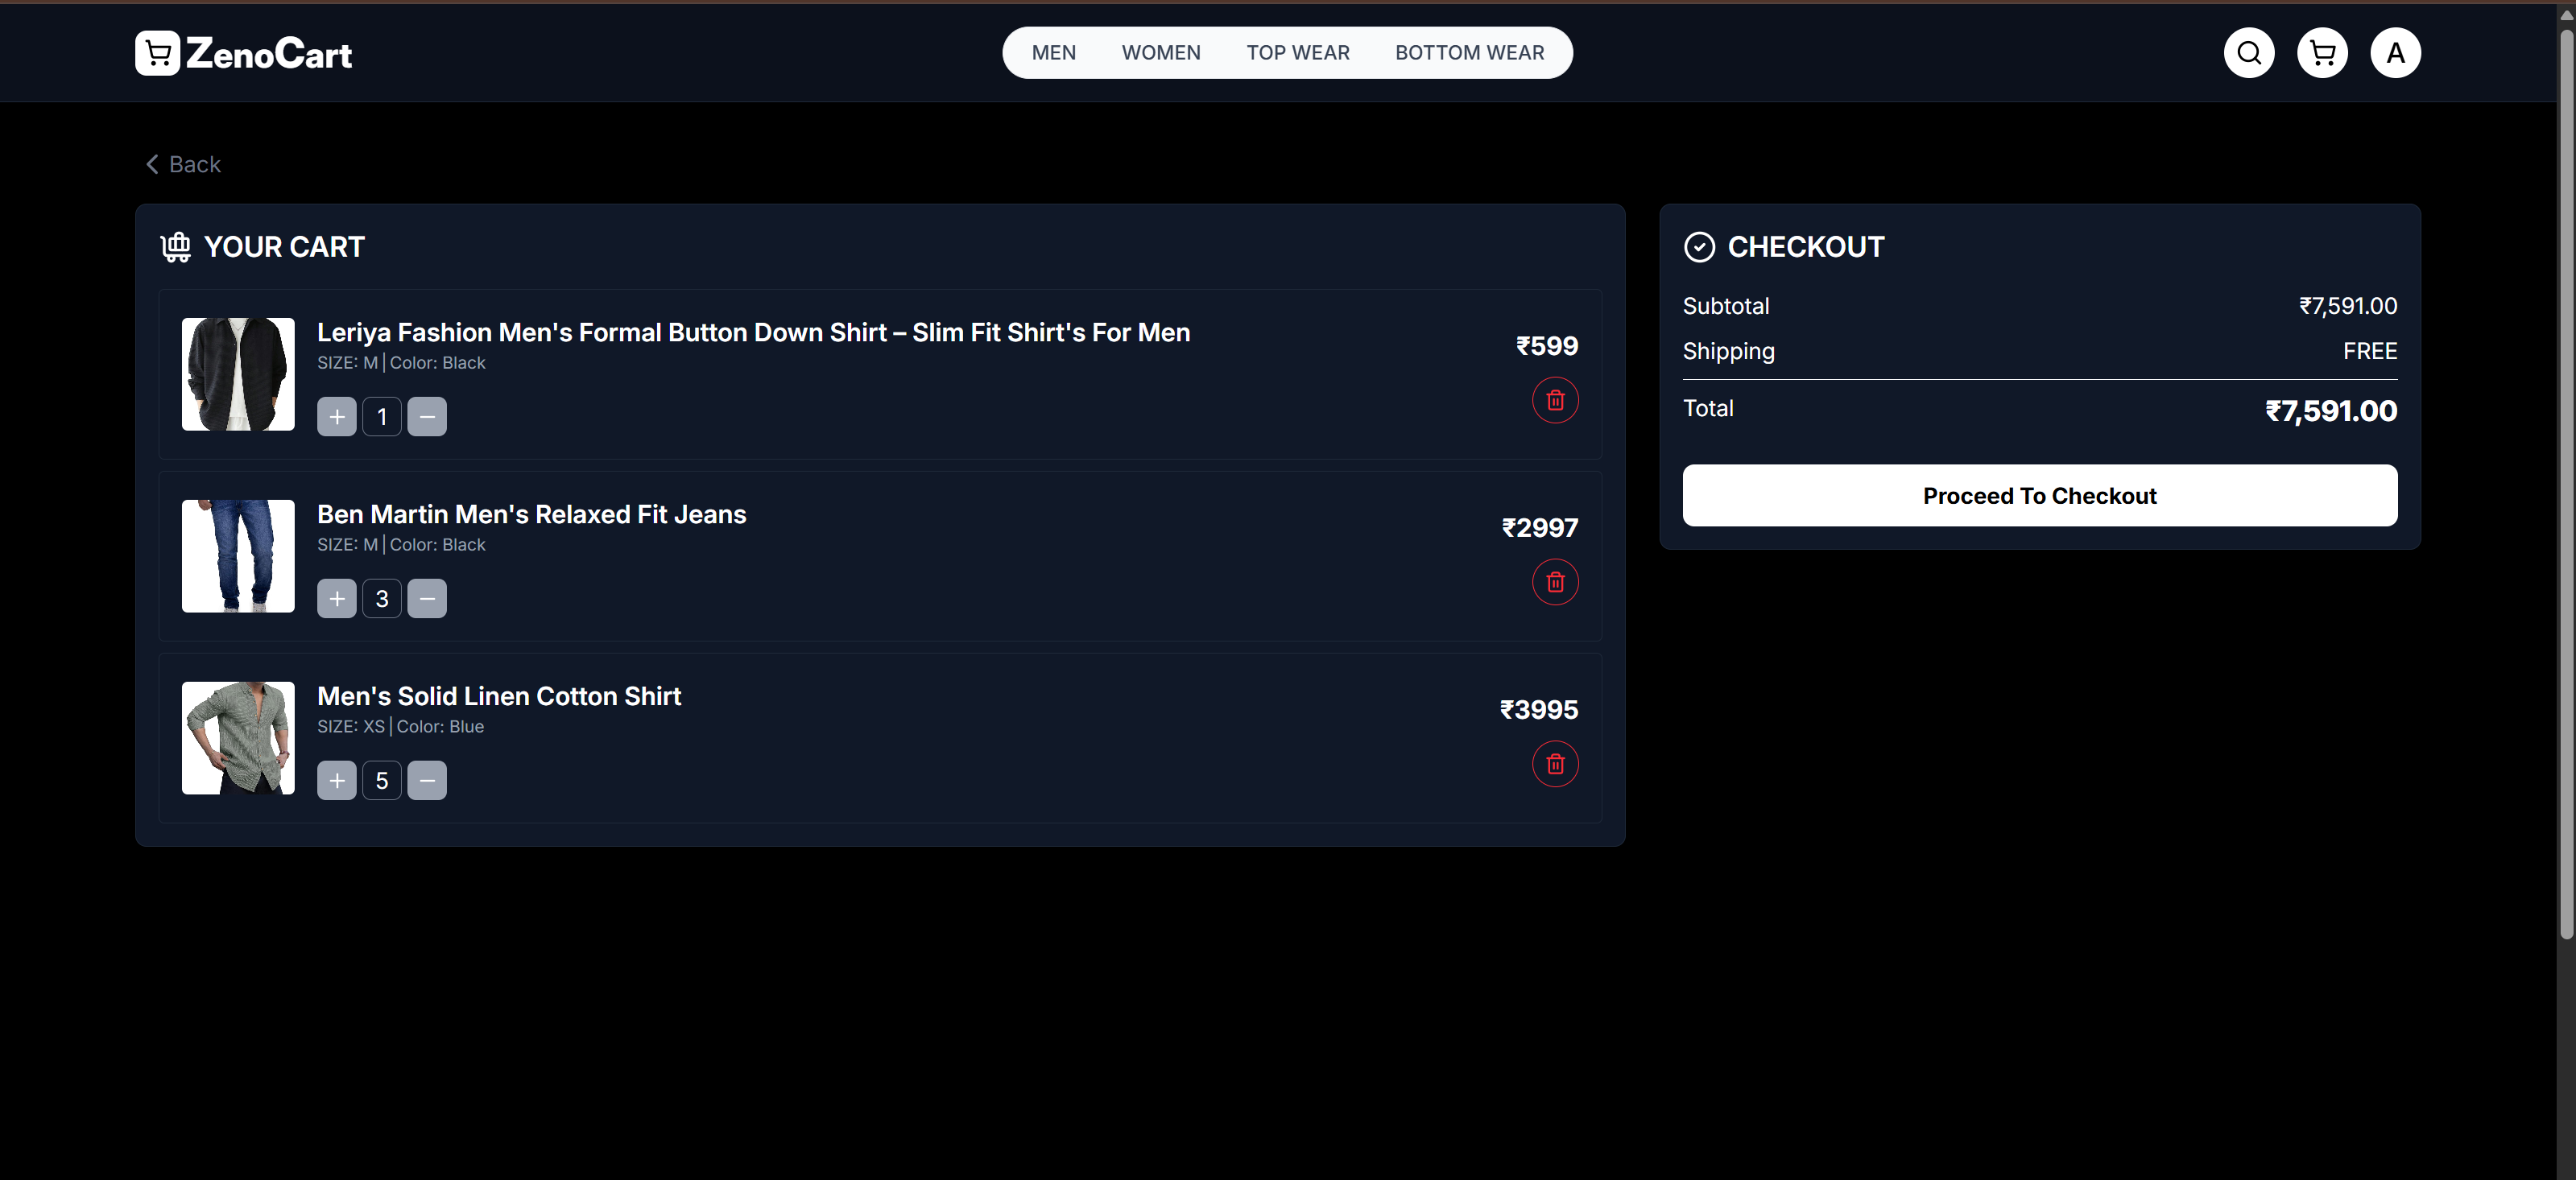 ZenoCart
MEN WOMEN TOP WEAR BOTTOM WEAR
A
Back
YOUR CART
Leriya Fashion Men's Formal Button Down Shirt – Slim Fit Shirt's For Men
SIZE: M | Color: Black
+ 1 −
₹599
Ben Martin Men's Relaxed Fit Jeans
SIZE: M | Color: Black
+ 3 −
₹2997
Men's Solid Linen Cotton Shirt
SIZE: XS | Color: Blue
+ 5 −
₹3995
CHECKOUT
Subtotal ₹7,591.00
Shipping FREE
Total ₹7,591.00
Proceed To Checkout